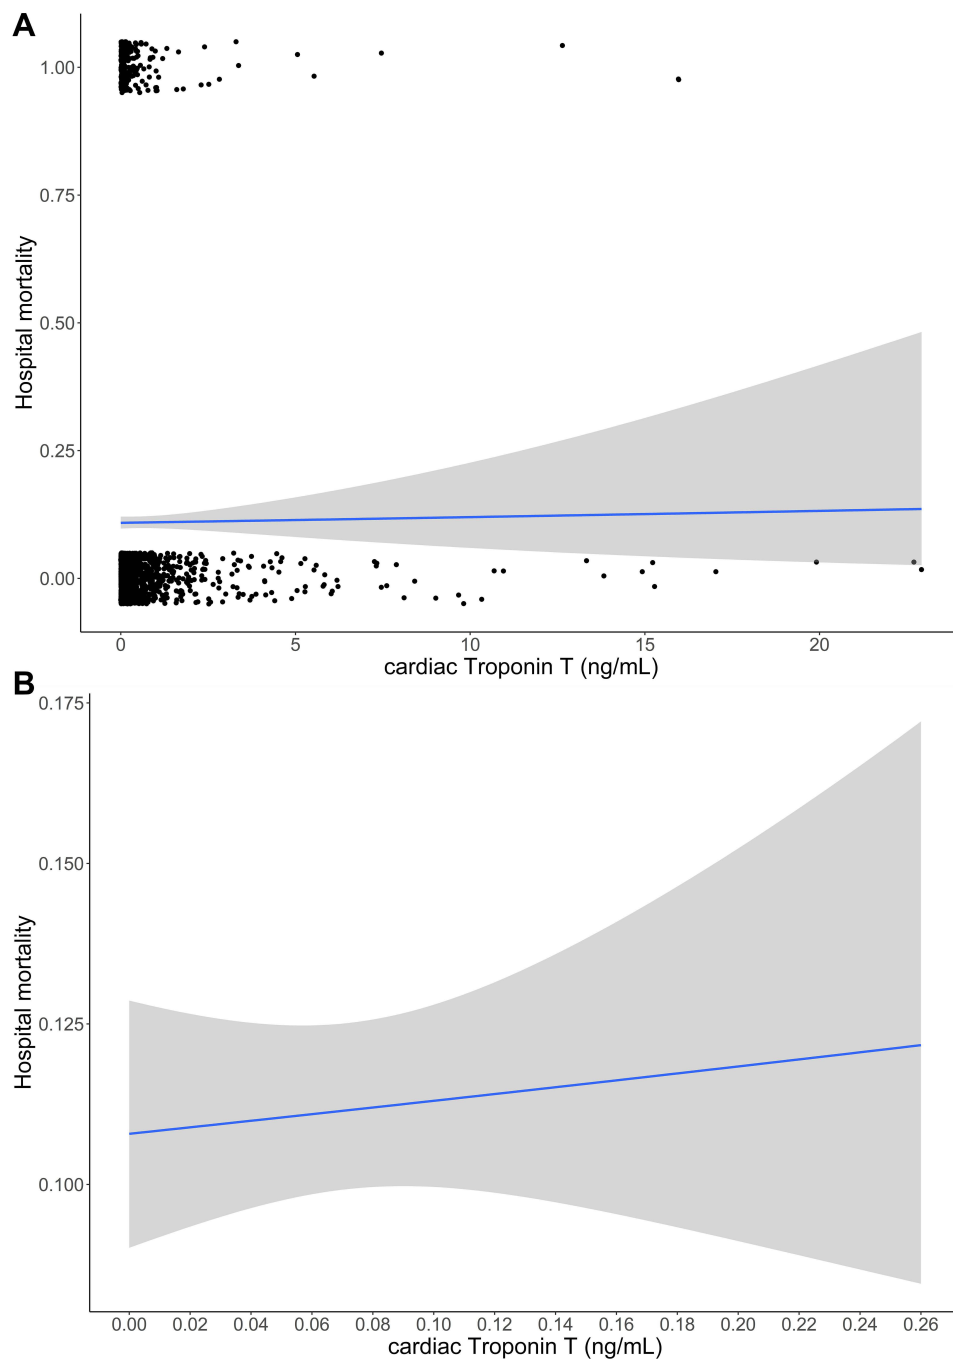 A
1.00
0.75
0.50
0.25
0.00
Hospital mortality
0 5 10 15 20
cardiac Troponin T (ng/mL)
B
0.175
0.150
0.125
0.100
Hospital mortality
0.00 0.02 0.04 0.06 0.08 0.10 0.12 0.14 0.16 0.18 0.20 0.22 0.24 0.26
cardiac Troponin T (ng/mL)